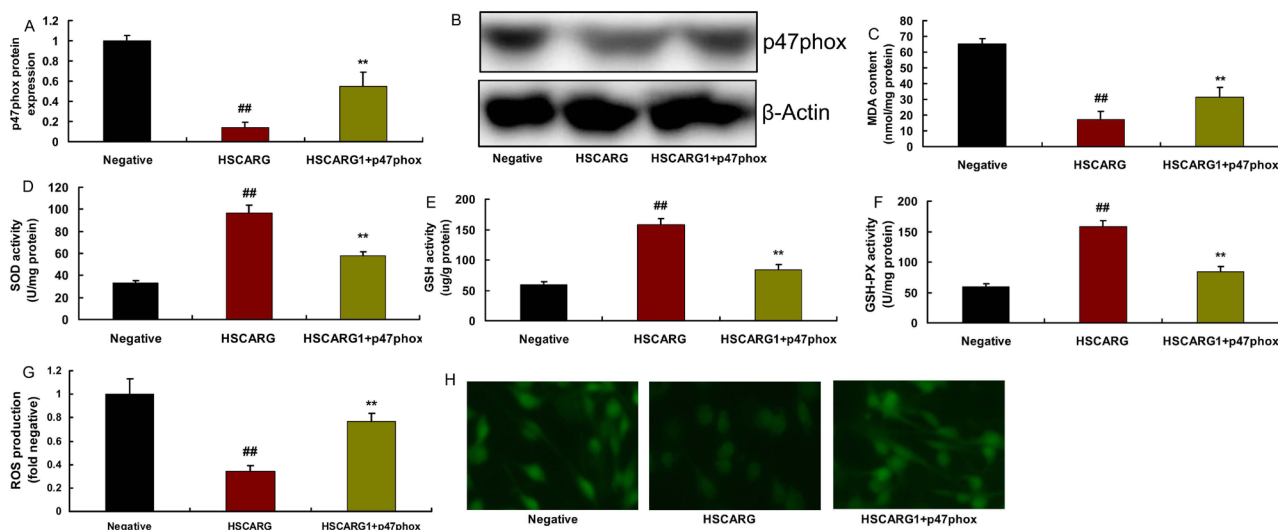 A
p47phox protein
expression
1.2
1
0.8
0.6
0.4
0.2
0
##
**
Negative
HSCARG
HSCARG1+p47phox
B
p47phox
β-Actin
Negative
HSCARG
HSCARG1+p47phox
C
MDA content
(nmol/mg protein)
80
70
60
50
40
30
20
10
0
##
**
Negative
HSCARG
HSCARG1+p47phox
D
SOD activity
(U/mg protein)
120
100
80
60
40
20
0
##
**
Negative
HSCARG
HSCARG1+p47phox
E
GSH activity
(ug/g protein)
200
150
100
50
0
##
**
Negative
HSCARG
HSCARG1+p47phox
F
GSH-PX activity
(U/mg protein)
200
150
100
50
0
##
**
Negative
HSCARG
HSCARG1+p47phox
G
ROS production
(fold negative)
1.2
1
0.8
0.6
0.4
0.2
0
##
**
Negative
HSCARG
HSCARG1+p47phox
H
Negative
HSCARG
HSCARG1+p47phox